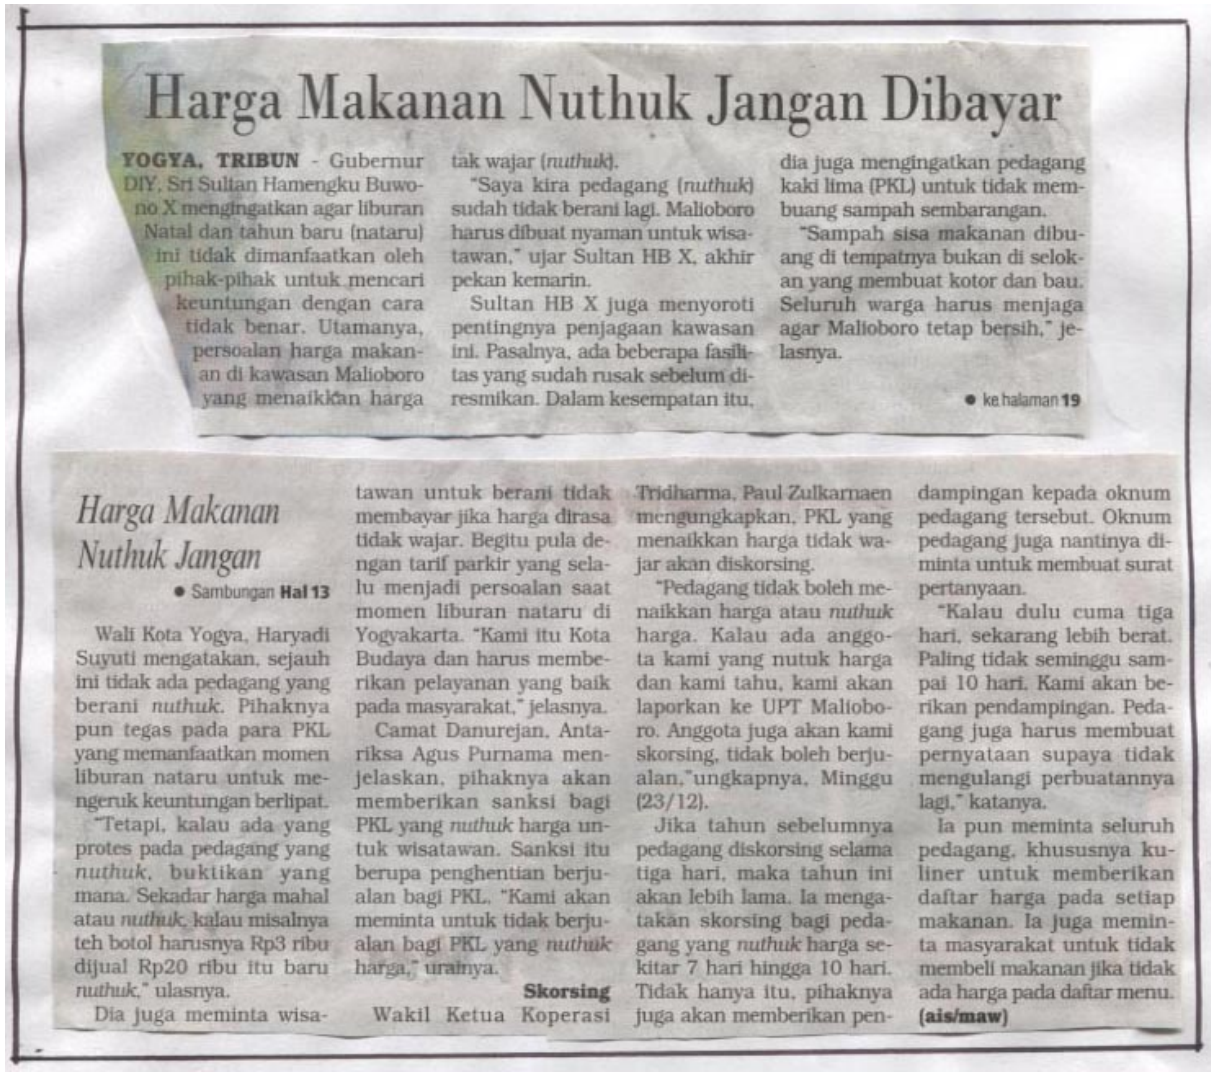 Harga Makanan Nuthuk Jangan Dibayar
YOGYA, TRIBUN - Gubernur
DIY, Sri Sultan Hamengku Buwo-
no X mengingatkan agar liburan
Natal dan tahun baru (nataru)
ini tidak dimanfaatkan oleh
pihak-pihak untuk mencari
keuntungan dengan cara
tidak benar. Utamanya,
persoalan harga makan-
an di kawasan Malioboro
yang menaikkan harga
tak wajar (nuthuk).
"Saya kira pedagang (nuthuk)
sudah tidak berani lagi. Malioboro
harus dibuat nyaman untuk wisa-
tawan," ujar Sultan HB X, akhir
pekan kemarin.
Sultan HB X juga menyoroti
pentingnya penjagaan kawasan
ini. Pasalnya, ada beberapa fasili-
tas yang sudah rusak sebelum di-
resmikan. Dalam kesempatan itu,
dia juga mengingatkan pedagang
kaki lima (PKL) untuk tidak mem-
buang sampah sembarangan.
"Sampah sisa makanan dibu-
ang di tempatnya bukan di selok-
an yang membuat kotor dan bau.
Seluruh warga harus menjaga
agar Malioboro tetap bersih," je-
lasnya.
● ke halaman 19
Harga Makanan
Nuthuk Jangan
● Sambungan Hal 13
Wali Kota Yogya, Haryadi
Suyuti mengatakan, sejauh
ini tidak ada pedagang yang
berani nuthuk. Pihaknya
pun tegas pada para PKL
yang memanfaatkan momen
liburan nataru untuk me-
ngeruk keuntungan berlipat.
"Tetapi, kalau ada yang
protes pada pedagang yang
nuthuk, buktikan yang
mana. Sekadar harga mahal
atau nuthuk, kalau misalnya
teh botol harusnya Rp3 ribu
dijual Rp20 ribu itu baru
nuthuk," ulasnya.
Dia juga meminta wisa-
tawan untuk berani tidak
membayar jika harga dirasa
tidak wajar. Begitu pula de-
ngan tarif parkir yang sela-
lu menjadi persoalan saat
momen liburan nataru di
Yogyakarta. "Kami itu Kota
Budaya dan harus membe-
rikan pelayanan yang baik
pada masyarakat," jelasnya.
Camat Danurejan, Anta-
riksa Agus Purnama men-
jelaskan, pihaknya akan
memberikan sanksi bagi
PKL yang nuthuk harga un-
tuk wisatawan. Sanksi itu
berupa penghentian berju-
alan bagi PKL. "Kami akan
meminta untuk tidak berju-
alan bagi PKL yang nuthuk
harga," urainya.
Skorsing
Wakil Ketua Koperasi
Tridharma, Paul Zulkarnaen
mengungkapkan, PKL yang
menaikkan harga tidak wa-
jar akan diskorsing.
"Pedagang tidak boleh me-
naikkan harga atau nuthuk
harga. Kalau ada anggo-
ta kami yang nutuk harga
dan kami tahu, kami akan
laporkan ke UPT Maliobo-
ro. Anggota juga akan kami
skorsing, tidak boleh berju-
alan,"ungkapnya, Minggu
(23/12).
Jika tahun sebelumnya
pedagang diskorsing selama
tiga hari, maka tahun ini
akan lebih lama. Ia menga-
takan skorsing bagi peda-
gang yang nuthuk harga se-
kitar 7 hari hingga 10 hari.
Tidak hanya itu, pihaknya
juga akan memberikan pen-
dampingan kepada oknum
pedagang tersebut. Oknum
pedagang juga nantinya di-
minta untuk membuat surat
pertanyaan.
"Kalau dulu cuma tiga
hari, sekarang lebih berat.
Paling tidak seminggu sam-
pai 10 hari. Kami akan be-
rikan pendampingan. Peda-
gang juga harus membuat
pernyataan supaya tidak
mengulangi perbuatannya
lagi," katanya.
Ia pun meminta seluruh
pedagang, khususnya ku-
liner untuk memberikan
daftar harga pada setiap
makanan. Ia juga memin-
ta masyarakat untuk tidak
membeli makanan jika tidak
ada harga pada daftar menu.
(ais/maw)